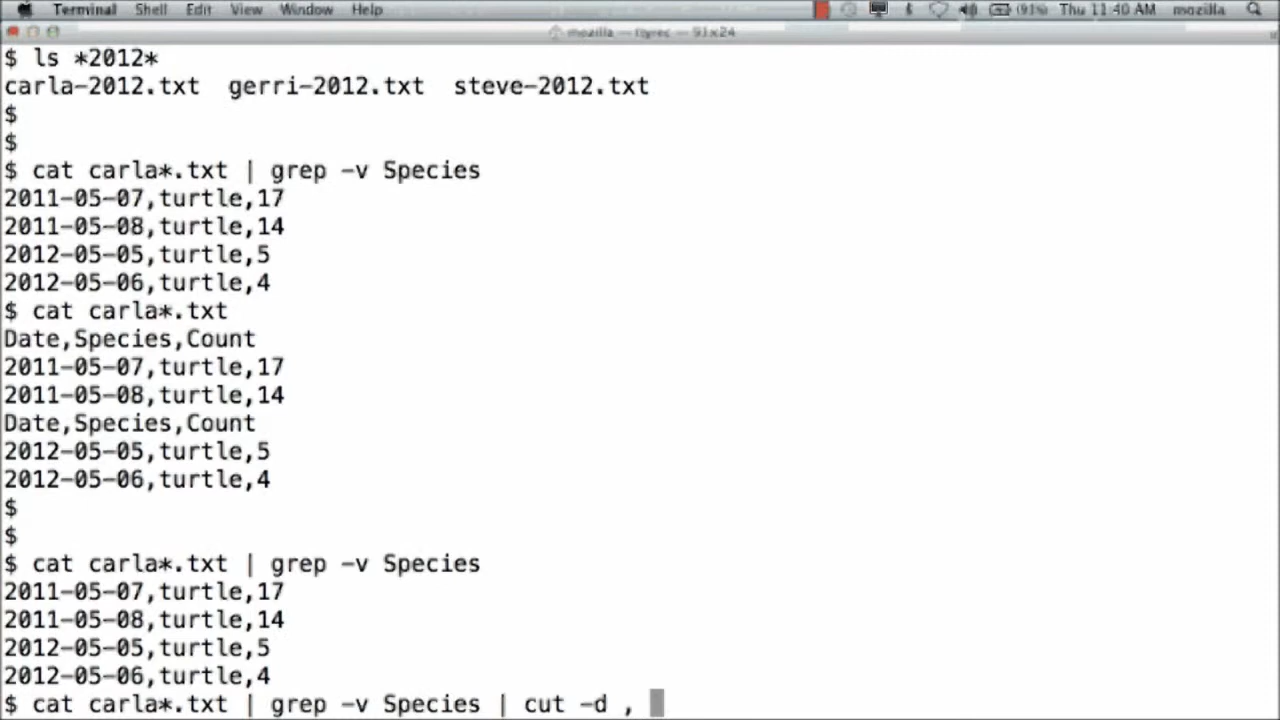 Terminal Shell Edit View Window Help (91%) Thu 11:40 AM mozilla
mozilla — ttyrec — 91×24
$ ls *2012*
carla-2012.txt  gerri-2012.txt  steve-2012.txt
$
$
$ cat carla*.txt | grep -v Species
2011-05-07,turtle,17
2011-05-08,turtle,14
2012-05-05,turtle,5
2012-05-06,turtle,4
$ cat carla*.txt
Date,Species,Count
2011-05-07,turtle,17
2011-05-08,turtle,14
Date,Species,Count
2012-05-05,turtle,5
2012-05-06,turtle,4
$
$
$ cat carla*.txt | grep -v Species
2011-05-07,turtle,17
2011-05-08,turtle,14
2012-05-05,turtle,5
2012-05-06,turtle,4
$ cat carla*.txt | grep -v Species | cut -d ,